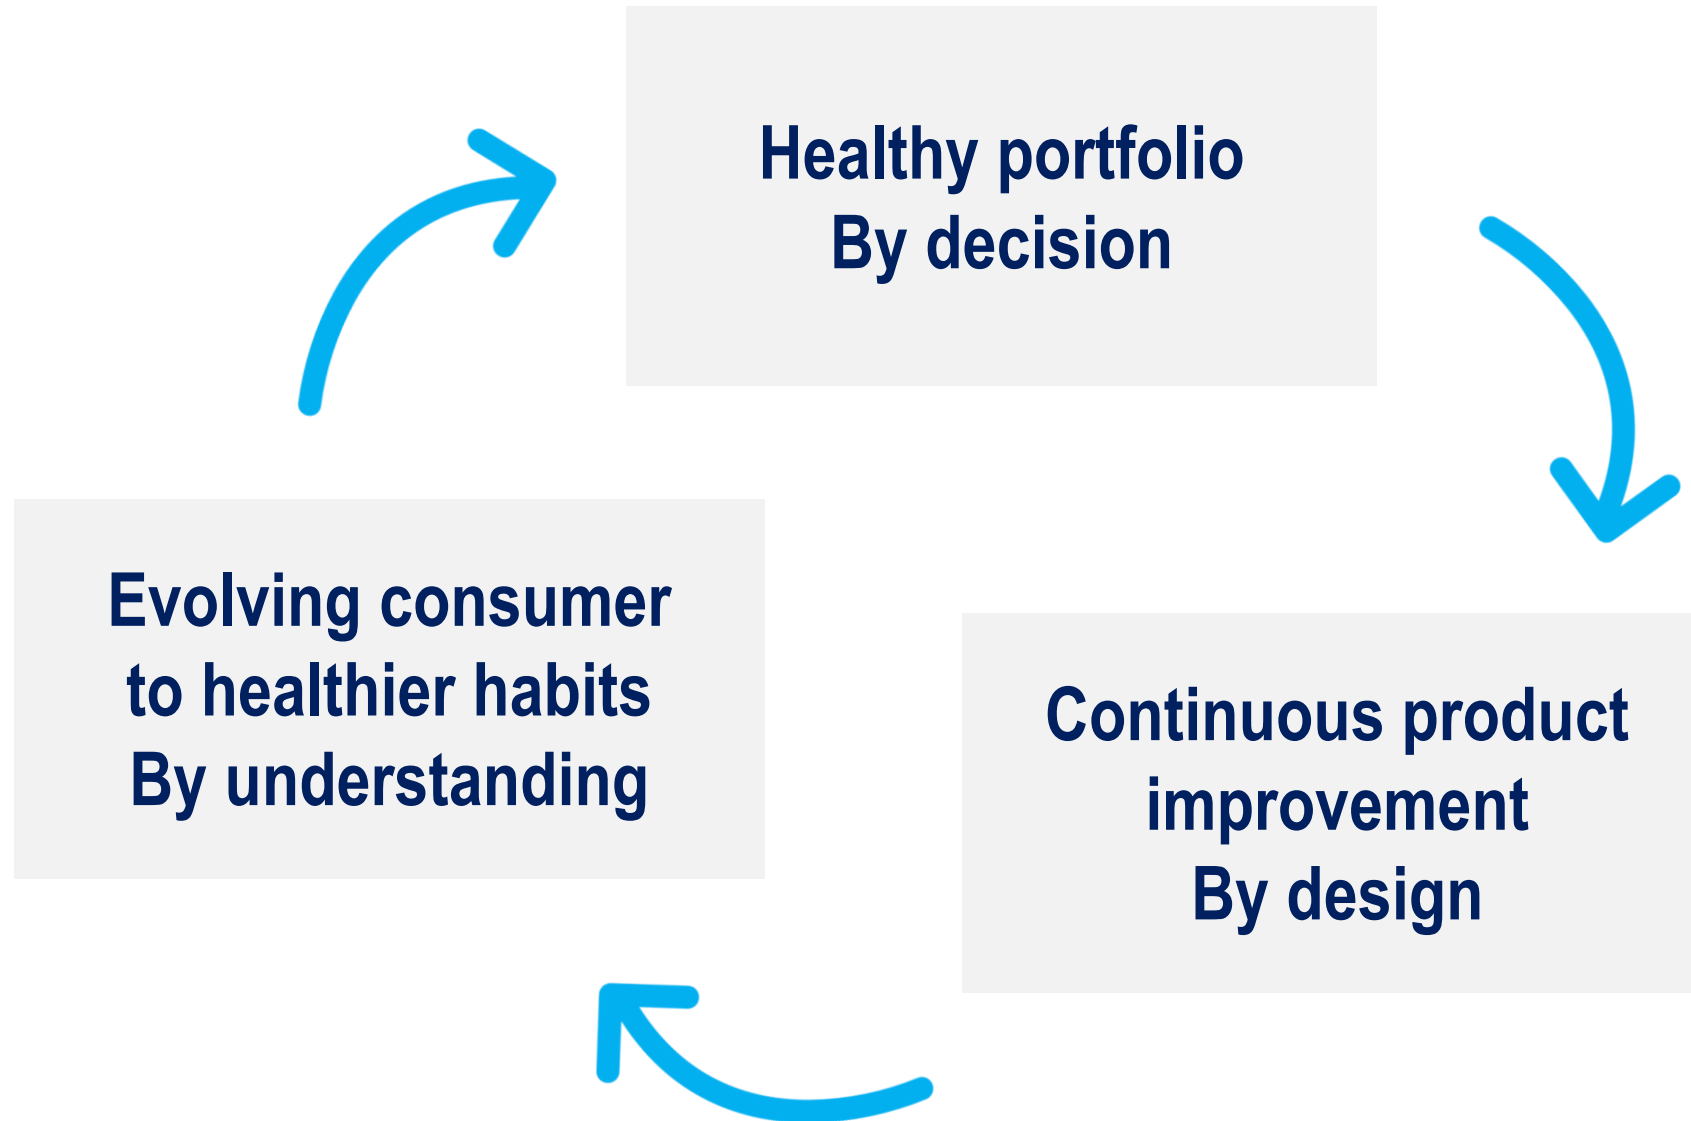 Healthy portfolio
By decision
Evolving consumer
to healthier habits
By understanding
Continuous product
improvement
By design